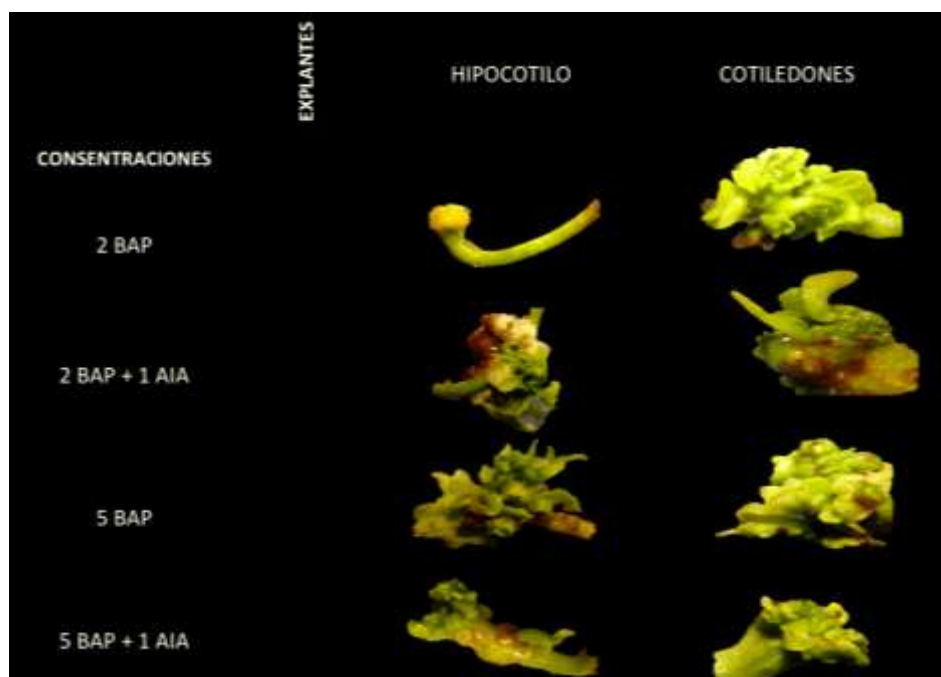 EXPLANTES
HIPOCOTILO
COTILEDONES
CONSENTRACIONES
2 BAP
2 BAP + 1 AIA
5 BAP
5 BAP + 1 AIA